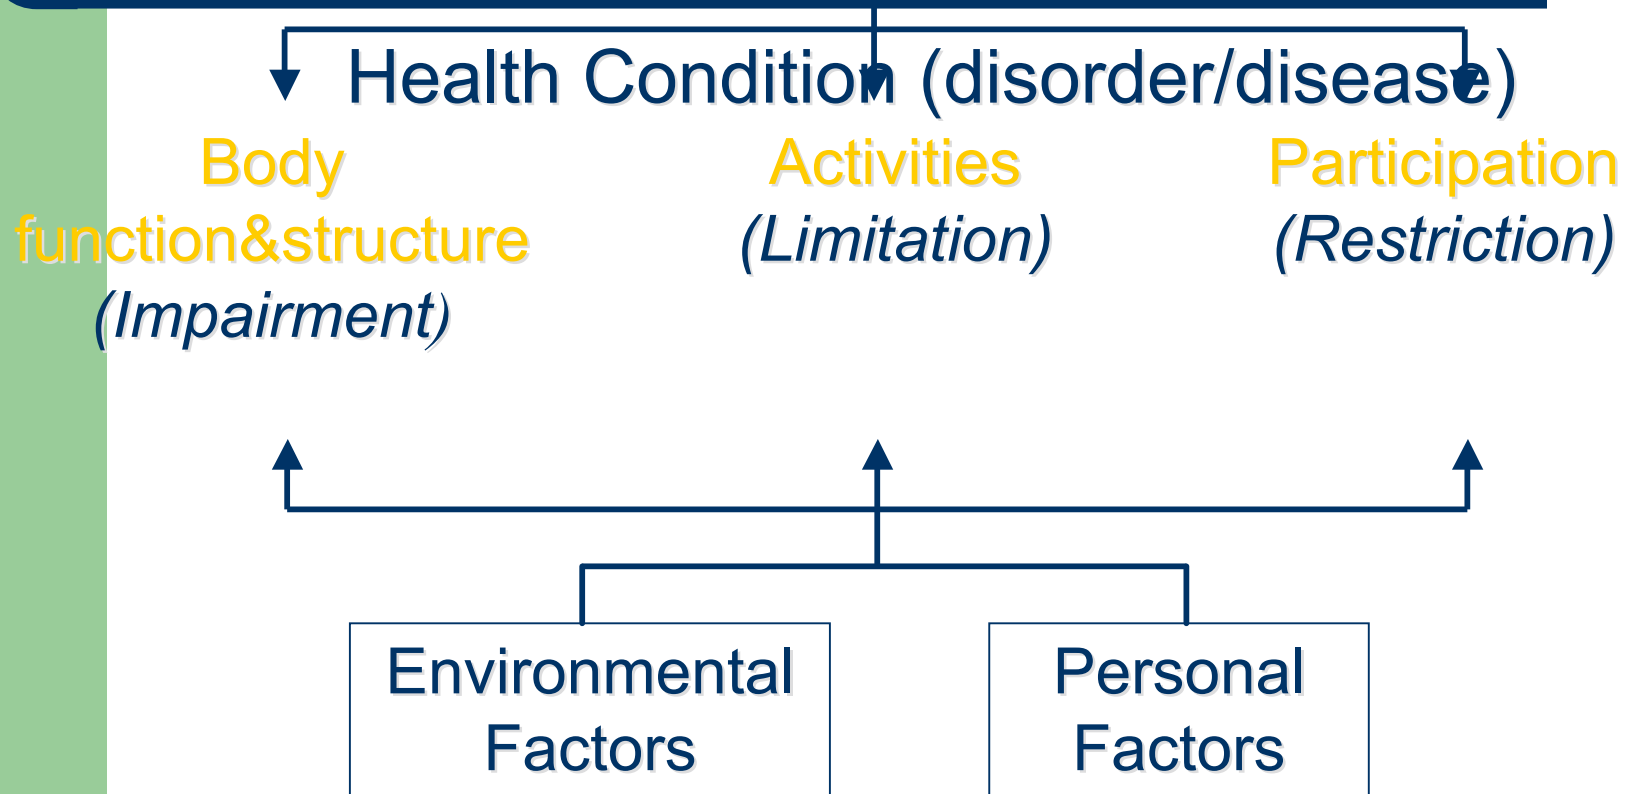 Health Condition (disorder/disease)
Body
function&structure
(Impairment)
Activities
(Limitation)
Participation
(Restriction)
Environmental
Factors
Personal
Factors